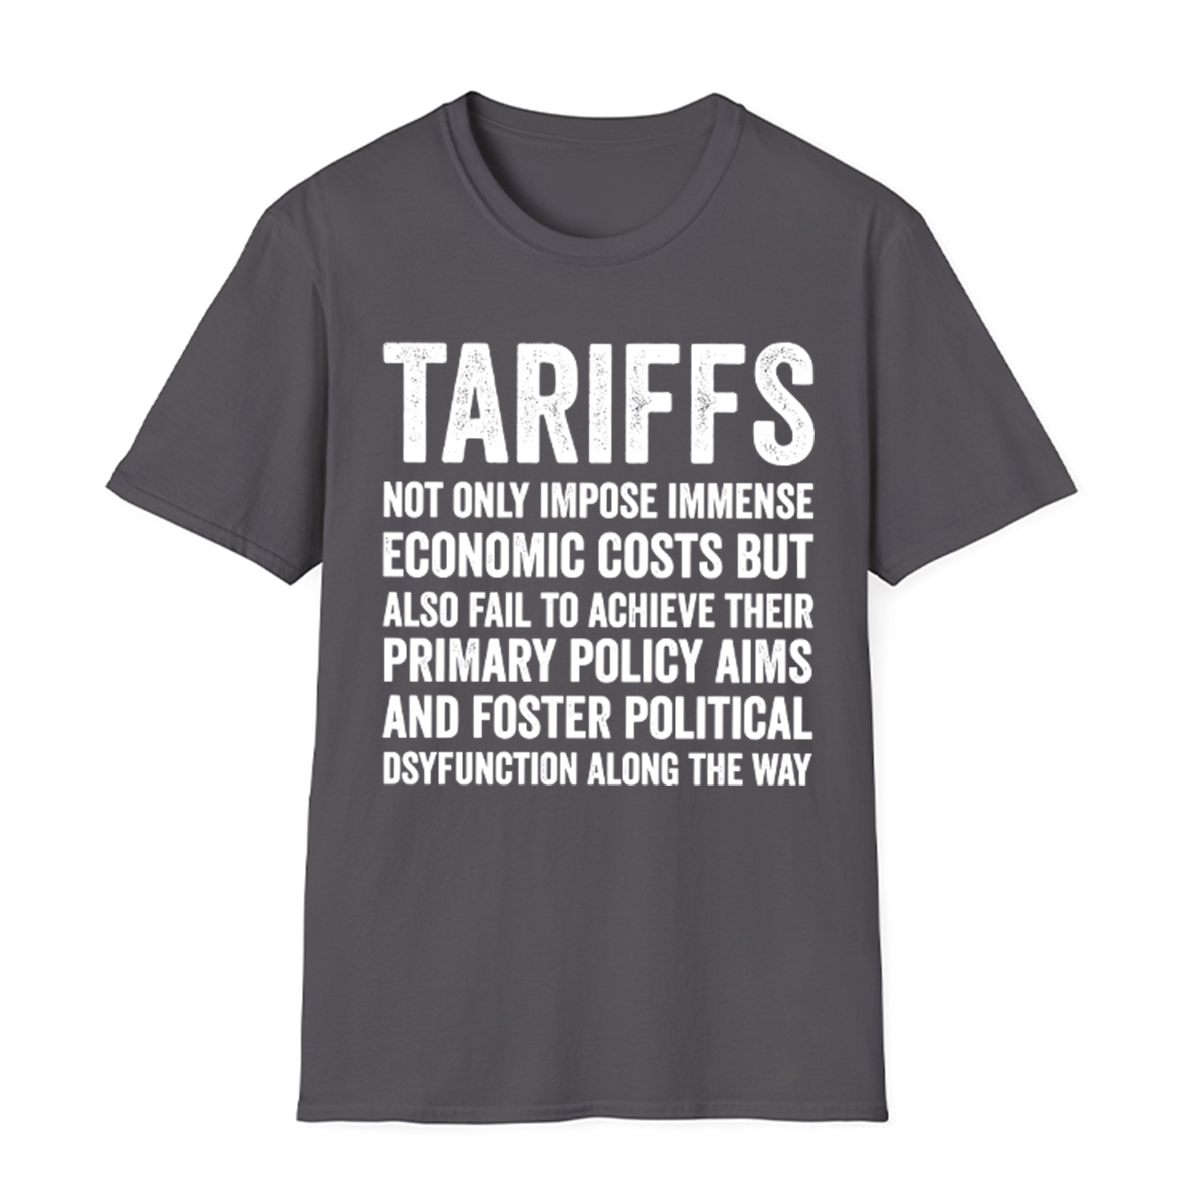 TARIFFS
NOT ONLY IMPOSE IMMENSE
ECONOMIC COSTS BUT
ALSO FAIL TO ACHIEVE THEIR
PRIMARY POLICY AIMS
AND FOSTER POLITICAL
DSYFUNCTION ALONG THE WAY